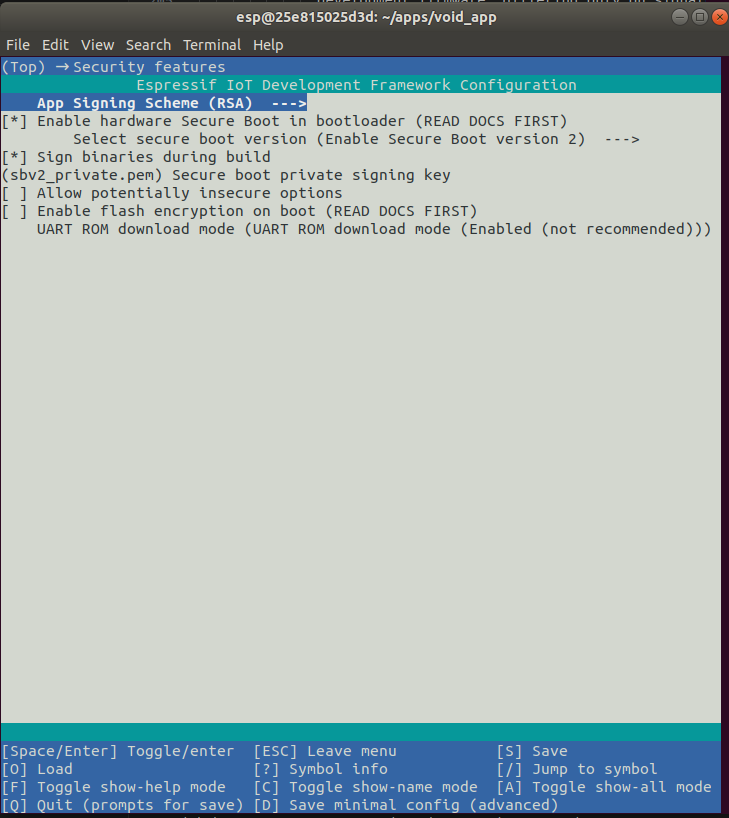 esp@25e815025d3d: ~/apps/void_app
File Edit View Search Terminal Help
(Top) → Security features
Espressif IoT Development Framework Configuration
App Signing Scheme (RSA) --->
[*] Enable hardware Secure Boot in bootloader (READ DOCS FIRST)
Select secure boot version (Enable Secure Boot version 2) --->
[*] Sign binaries during build
(sbv2_private.pem) Secure boot private signing key
[ ] Allow potentially insecure options
[ ] Enable flash encryption on boot (READ DOCS FIRST)
UART ROM download mode (UART ROM download mode (Enabled (not recommended)))
[Space/Enter] Toggle/enter [ESC] Leave menu [S] Save
[O] Load [?] Symbol info [/] Jump to symbol
[F] Toggle show-help mode [C] Toggle show-name mode [A] Toggle show-all mode
[Q] Quit (prompts for save) [D] Save minimal config (advanced)